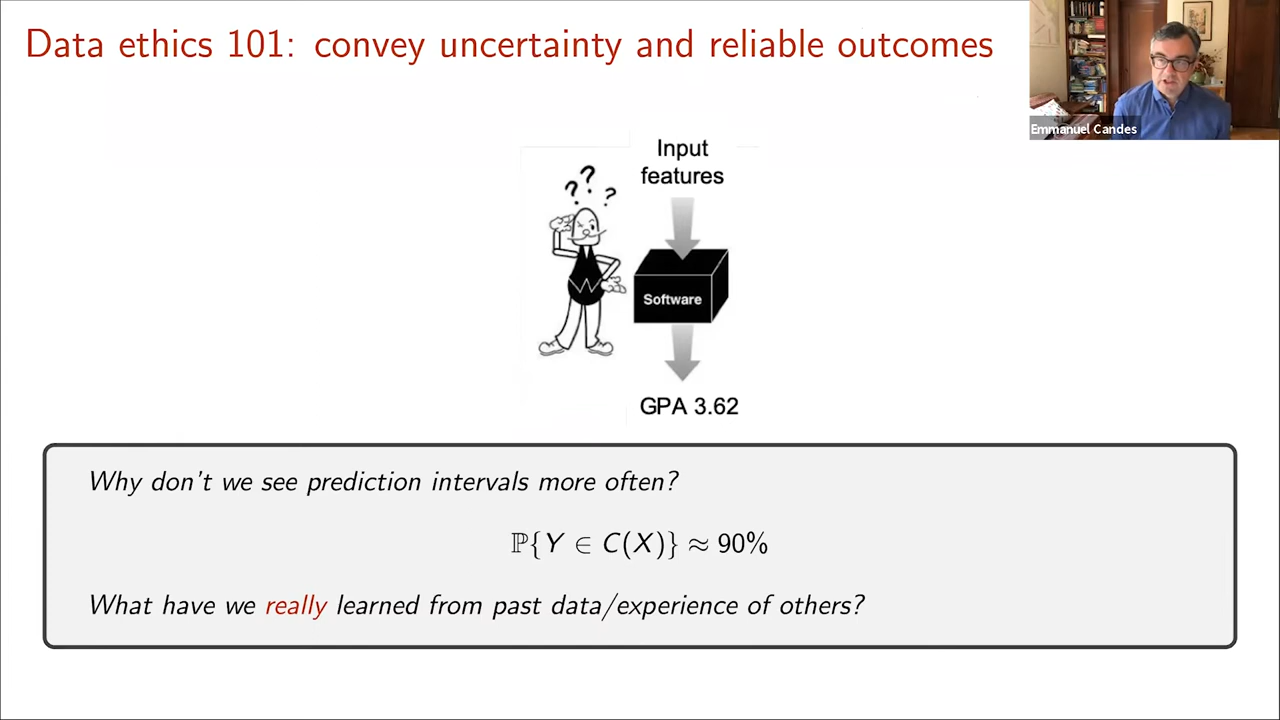 Data ethics 101: convey uncertainty and reliable outcomes
Emmanuel Candes
? ? ?
Input
features
Software
GPA 3.62
Why don't we see prediction intervals more often?
ℙ{Y ∈ C(X)} ≈ 90%
What have we really learned from past data/experience of others?